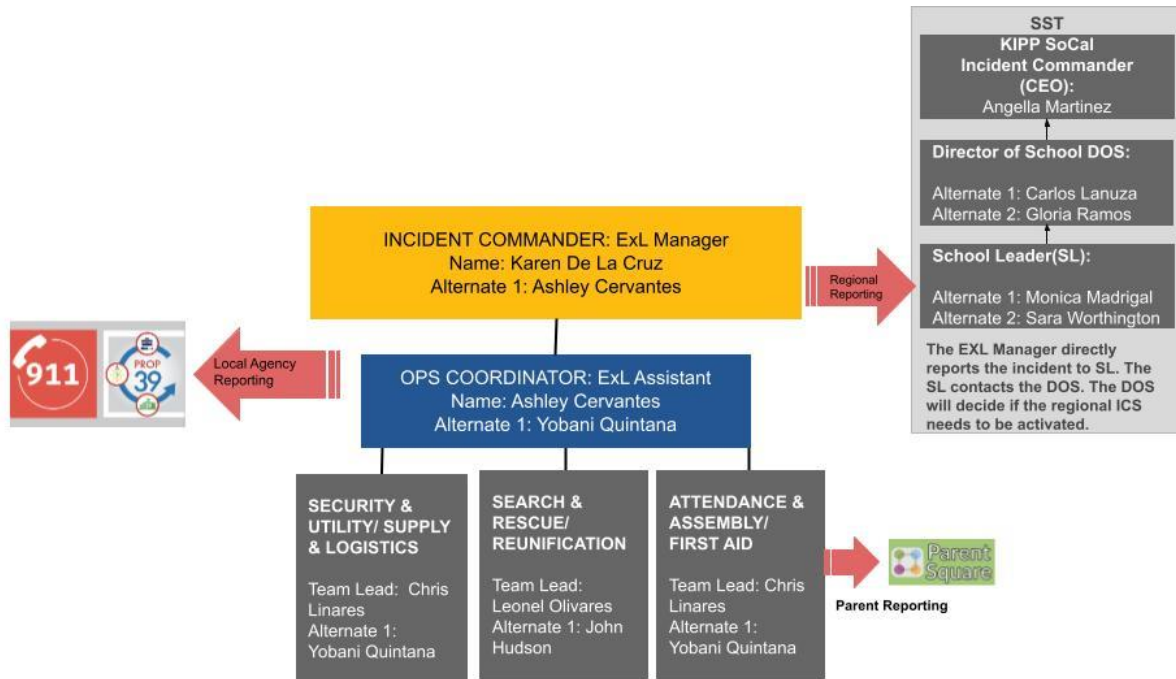 SST
KIPP SoCal
Incident Commander
(CEO):
Angella Martinez
Director of School DOS:
Alternate 1: Carlos Lanuza
Alternate 2: Gloria Ramos
School Leader(SL):
Alternate 1: Monica Madrigal
Alternate 2: Sara Worthington
The EXL Manager directly
reports the incident to SL. The
SL contacts the DOS. The DOS
will decide if the regional ICS
needs to be activated.
INCIDENT COMMANDER: ExL Manager
Name: Karen De La Cruz
Alternate 1: Ashley Cervantes
Regional
Reporting
911
PROP
39
Local Agency
Reporting
OPS COORDINATOR: ExL Assistant
Name: Ashley Cervantes
Alternate 1: Yobani Quintana
SECURITY &
UTILITY/ SUPPLY
& LOGISTICS
Team Lead: Chris
Linares
Alternate 1:
Yobani Quintana
SEARCH &
RESCUE/
REUNIFICATION
Team Lead:
Leonel Olivares
Alternate 1: John
Hudson
ATTENDANCE &
ASSEMBLY/
FIRST AID
Team Lead: Chris
Linares
Alternate 1:
Yobani Quintana
Parent
Square
Parent Reporting